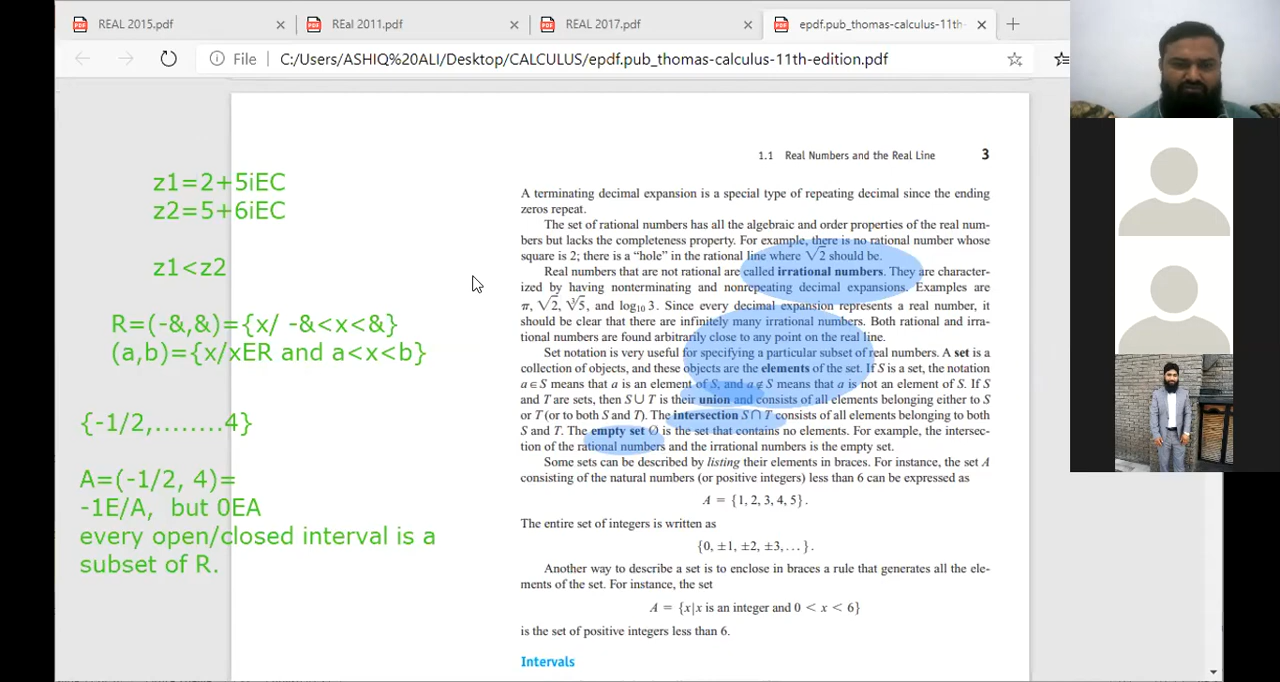 REAL 2015.pdf
REal 2011.pdf
REAL 2017.pdf
epdf.pub_thomas-calculus-11th-
File C:/Users/ASHIQ%20ALI/Desktop/CALCULUS/epdf.pub_thomas-calculus-11th-edition.pdf
1.1 Real Numbers and the Real Line 3
z1=2+5iEC
z2=5+6iEC
z1<z2
R=(-&,&)={x/ -&<x<&}
(a,b)={x/xER and a<x<b}
{-1/2,........4}
A=(-1/2, 4)=
-1E/A, but 0EA
every open/closed interval is a
subset of R.
A terminating decimal expansion is a special type of repeating decimal since the ending
zeros repeat.
The set of rational numbers has all the algebraic and order properties of the real num-
bers but lacks the completeness property. For example, there is no rational number whose
square is 2; there is a “hole” in the rational line where √2 should be.
Real numbers that are not rational are called irrational numbers. They are character-
ized by having nonterminating and nonrepeating decimal expansions. Examples are
π, √2, ∛5, and log₁₀ 3. Since every decimal expansion represents a real number, it
should be clear that there are infinitely many irrational numbers. Both rational and irra-
tional numbers are found arbitrarily close to any point on the real line.
Set notation is very useful for specifying a particular subset of real numbers. A set is a
collection of objects, and these objects are the elements of the set. If S is a set, the notation
a ∈ S means that a is an element of S, and a ∉ S means that a is not an element of S. If S
and T are sets, then S ∪ T is their union and consists of all elements belonging either to S
or T (or to both S and T). The intersection S ∩ T consists of all elements belonging to both
S and T. The empty set ∅ is the set that contains no elements. For example, the intersec-
tion of the rational numbers and the irrational numbers is the empty set.
Some sets can be described by listing their elements in braces. For instance, the set A
consisting of the natural numbers (or positive integers) less than 6 can be expressed as
A = {1, 2, 3, 4, 5}.
The entire set of integers is written as
{0, ±1, ±2, ±3, ...}.
Another way to describe a set is to enclose in braces a rule that generates all the ele-
ments of the set. For instance, the set
A = {x|x is an integer and 0 < x < 6}
is the set of positive integers less than 6.
Intervals